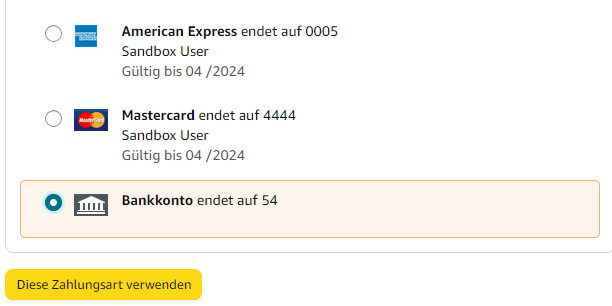 American Express endet auf 0005
Sandbox User
Gültig bis 04 /2024
MasterCard
Mastercard endet auf 4444
Sandbox User
Gültig bis 04 /2024
Bankkonto endet auf 54
Diese Zahlungsart verwenden